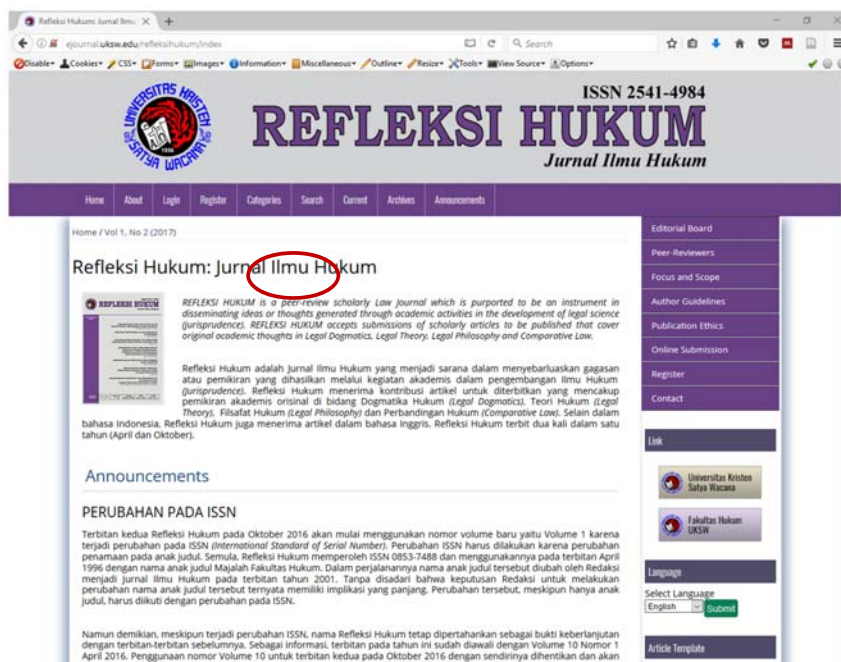 Refleksi Hukum: Jurnal Ilmu
ejournal.uksw.edu/refleksihukum/index
Search
Disable Cookies CSS Forms Images Information Miscellaneous Outline Resize Tools View Source Options
UNIVERSITAS KRISTEN SATYA WACANA
1956
ISSN 2541-4984
REFLEKSI HUKUM
Jurnal Ilmu Hukum
Home About Login Register Categories Search Current Archives Announcements
Home / Vol 1, No 2 (2017)
Refleksi Hukum: Jurnal Ilmu Hukum
REFLEKSI HUKUM
REFLEKSI HUKUM is a peer-review scholarly Law Journal which is purported to be an instrument in
disseminating ideas or thoughts generated through academic activities in the development of legal science
(jurisprudence). REFLEKSI HUKUM accepts submissions of scholarly articles to be published that cover
original academic thoughts in Legal Dogmatics, Legal Theory, Legal Philosophy and Comparative Law.
Refleksi Hukum adalah Jurnal Ilmu Hukum yang menjadi sarana dalam menyebarluaskan gagasan
atau pemikiran yang dihasilkan melalui kegiatan akademis dalam pengembangan Ilmu Hukum
(jurisprudence). Refleksi Hukum menerima kontribusi artikel untuk diterbitkan yang mencakup
pemikiran akademis orisinal di bidang Dogmatika Hukum (Legal Dogmatics), Teori Hukum (Legal
Theory), Filsafat Hukum (Legal Philosophy) dan Perbandingan Hukum (Comparative Law). Selain dalam
bahasa Indonesia, Refleksi Hukum juga menerima artikel dalam bahasa Inggris. Refleksi Hukum terbit dua kali dalam satu
tahun (April dan Oktober).
Announcements
PERUBAHAN PADA ISSN
Terbitan kedua Refleksi Hukum pada Oktober 2016 akan mulai menggunakan nomor volume baru yaitu Volume 1 karena
terjadi perubahan pada ISSN (International Standard of Serial Number). Perubahan ISSN harus dilakukan karena perubahan
penamaan pada anak judul. Semula, Refleksi Hukum memperoleh ISSN 0853-7488 dan menggunakannya pada terbitan April
1996 dengan nama anak judul Majalah Fakultas Hukum. Dalam perjalanannya nama anak judul tersebut diubah oleh Redaksi
menjadi Jurnal Ilmu Hukum pada terbitan tahun 2001. Tanpa disadari bahwa keputusan Redaksi untuk melakukan
perubahan nama anak judul tersebut ternyata memiliki implikasi yang panjang. Perubahan tersebut, meskipun hanya anak
judul, harus diikuti dengan perubahan pada ISSN.
Namun demikian, meskipun terjadi perubahan ISSN, nama Refleksi Hukum tetap dipertahankan sebagai bukti keberlanjutan
dengan terbitan-terbitan sebelumnya. Sebagai informasi, terbitan pada tahun ini sudah diawali dengan Volume 10 Nomor 1
April 2016. Penggunaan nomor Volume 10 untuk terbitan kedua pada Oktober 2016 dengan sendirinya dihentikan dan akan
Editorial Board
Peer-Reviewers
Focus and Scope
Author Guidelines
Publication Ethics
Online Submission
Register
Contact
Link
Universitas Kristen
Satya Wacana
Fakultas Hukum
UKSW
Language
Select Language
English Submit
Article Template